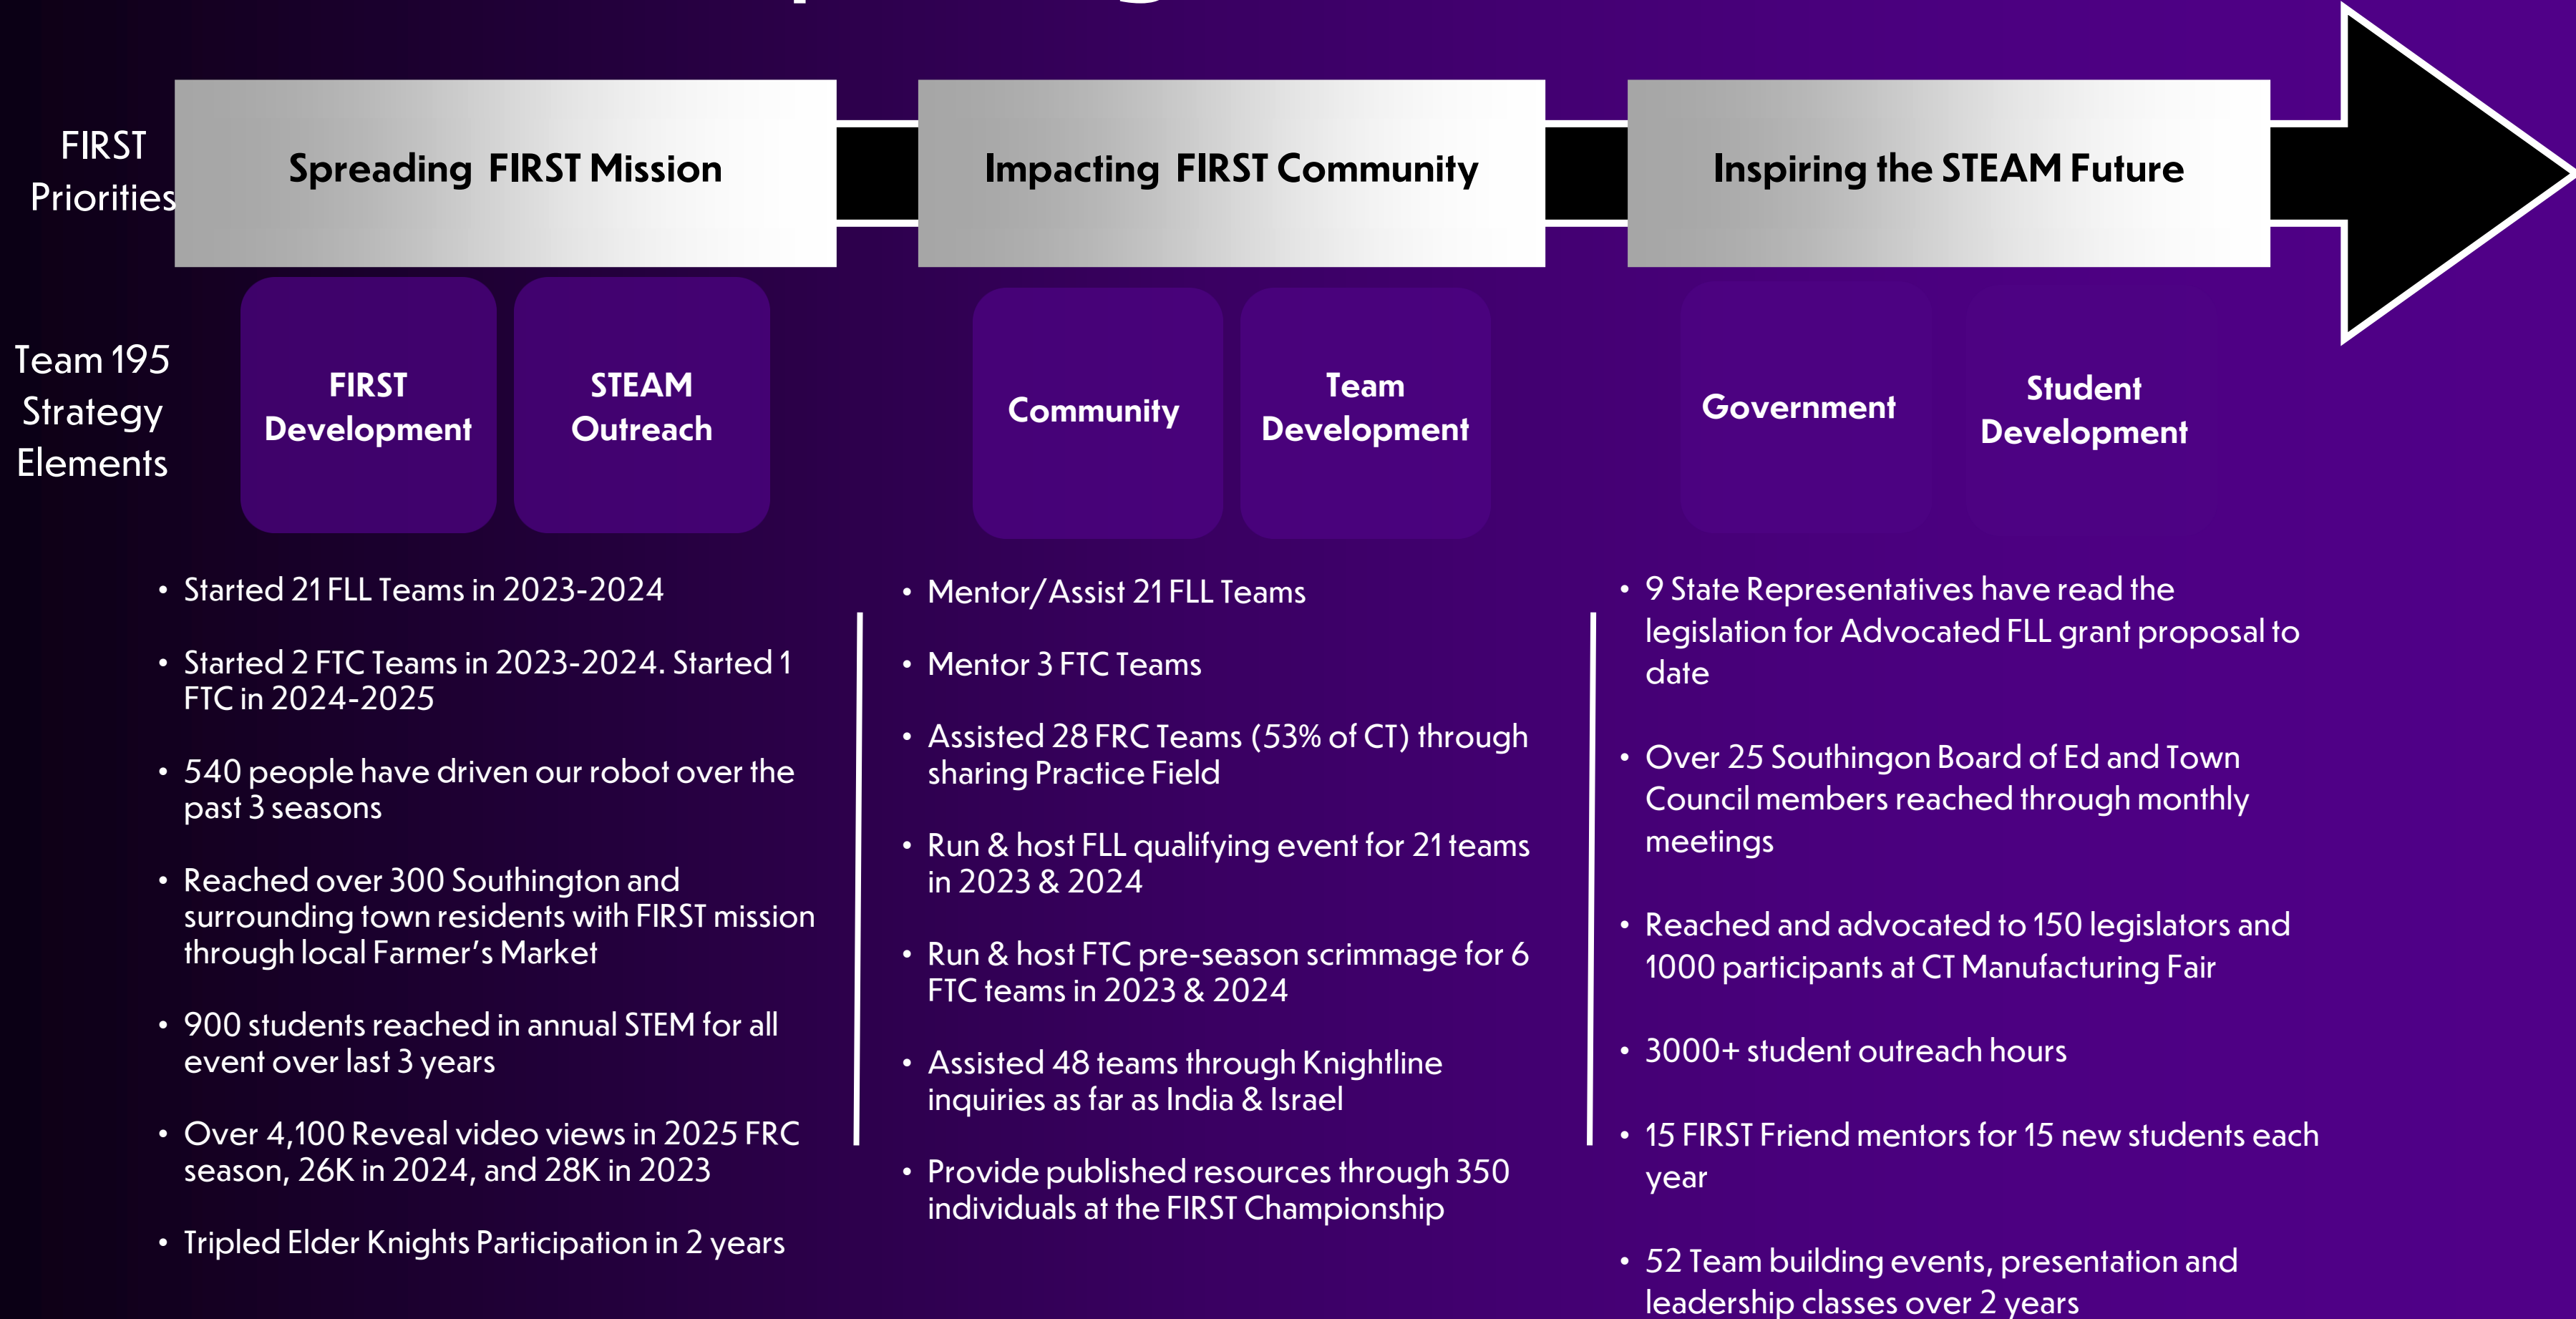 FIRST
Priorities
Spreading FIRST Mission
Impacting FIRST Community
Inspiring the STEAM Future
Team 195
Strategy
Elements
FIRST
Development
STEAM
Outreach
Community
Team
Development
Government
Student
Development
• Started 21 FLL Teams in 2023-2024
• Started 2 FTC Teams in 2023-2024. Started 1
FTC in 2024-2025
• 540 people have driven our robot over the
past 3 seasons
• Reached over 300 Southington and
surrounding town residents with FIRST mission
through local Farmer's Market
• 900 students reached in annual STEM for all
event over last 3 years
• Over 4,100 Reveal video views in 2025 FRC
season, 26K in 2024, and 28K in 2023
• Tripled Elder Knights Participation in 2 years
• Mentor/Assist 21 FLL Teams
• Mentor 3 FTC Teams
• Assisted 28 FRC Teams (53% of CT) through
sharing Practice Field
• Run & host FLL qualifying event for 21 teams
in 2023 & 2024
• Run & host FTC pre-season scrimmage for 6
FTC teams in 2023 & 2024
• Assisted 48 teams through Knightline
inquiries as far as India & Israel
• Provide published resources through 350
individuals at the FIRST Championship
• 9 State Representatives have read the
legislation for Advocated FLL grant proposal to
date
• Over 25 Southingon Board of Ed and Town
Council members reached through monthly
meetings
• Reached and advocated to 150 legislators and
1000 participants at CT Manufacturing Fair
• 3000+ student outreach hours
• 15 FIRST Friend mentors for 15 new students each
year
• 52 Team building events, presentation and
leadership classes over 2 years